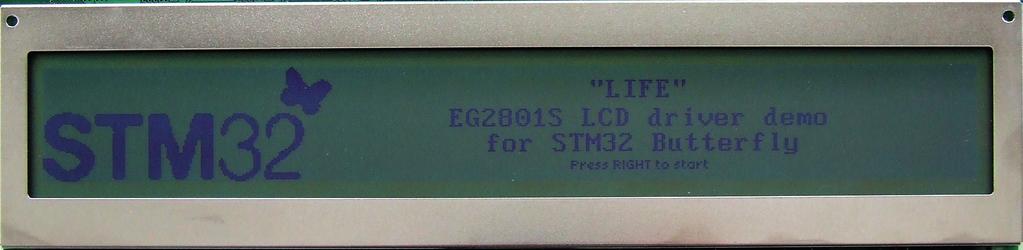 STM32
"LIFE"
EG2801S LCD driver demo
for STM32 Butterfly
Press RIGHT to start